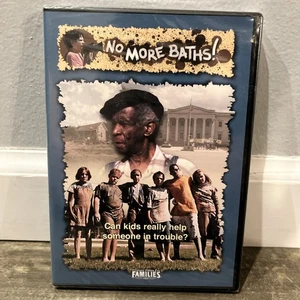 NO MORE BATHS!
Can kids really help
someone in trouble?
FAMILIES